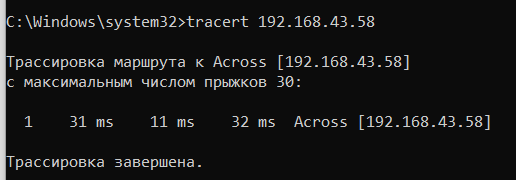 C:\Windows\system32>tracert 192.168.43.58
Трассировка маршрута к Across [192.168.43.58]
с максимальным числом прыжков 30:
1 31 ms 11 ms 32 ms Across [192.168.43.58]
Трассировка завершена.